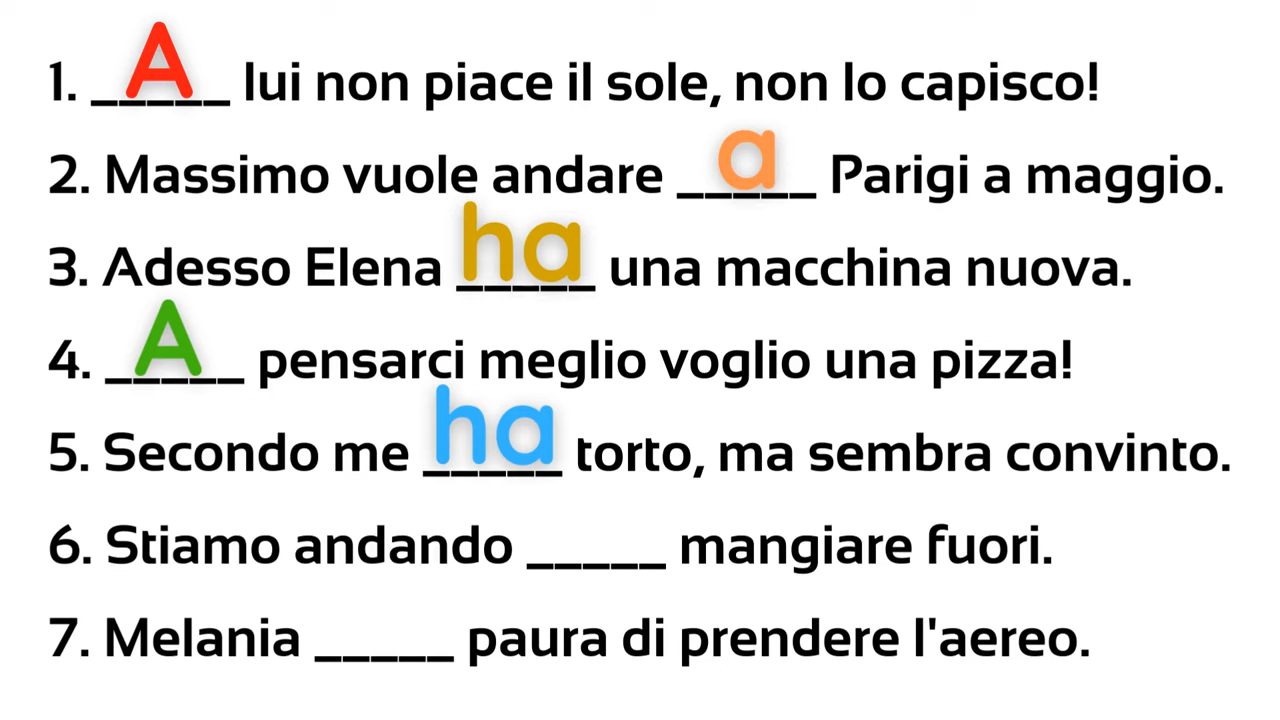 1. A lui non piace il sole, non lo capisco!
2. Massimo vuole andare a Parigi a maggio.
3. Adesso Elena ha una macchina nuova.
4. A pensarci meglio voglio una pizza!
5. Secondo me ha torto, ma sembra convinto.
6. Stiamo andando _____ mangiare fuori.
7. Melania _____ paura di prendere l'aereo.